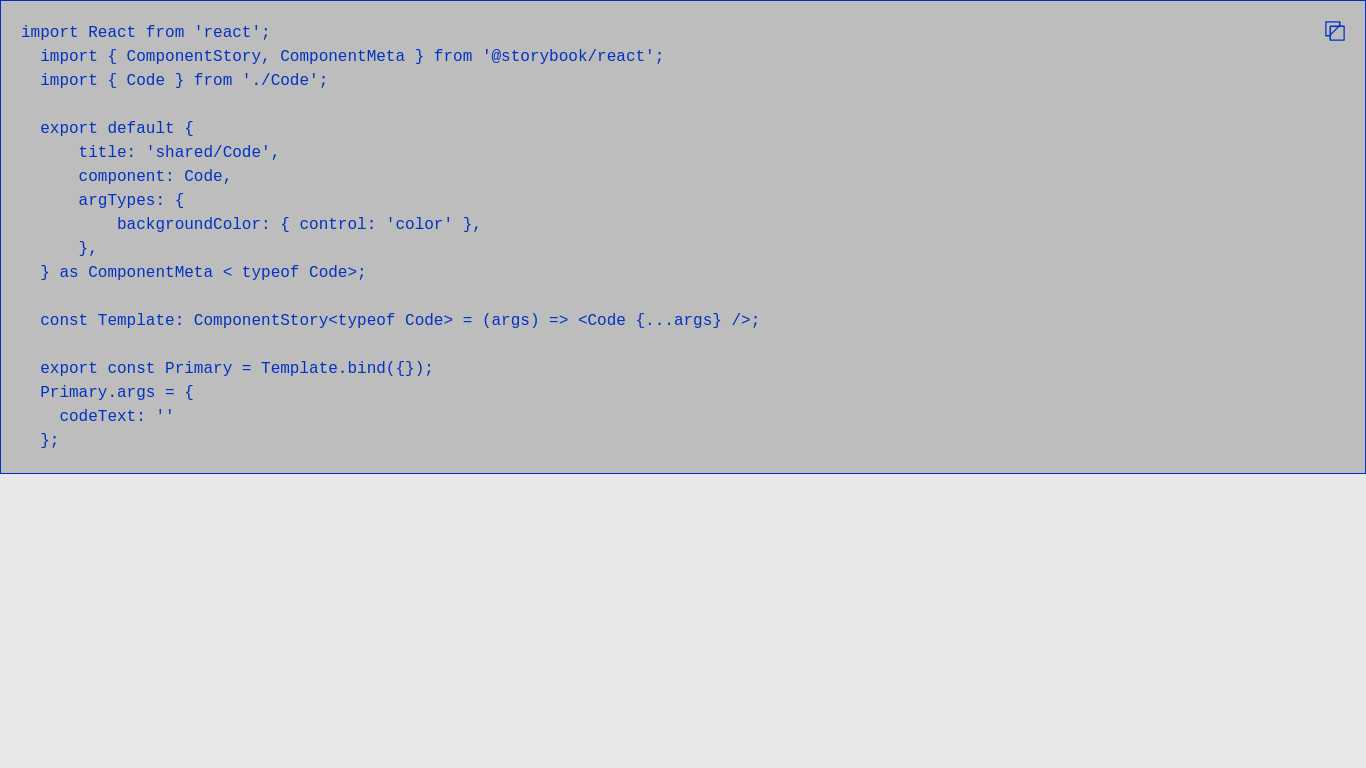 import React from 'react';
  import { ComponentStory, ComponentMeta } from '@storybook/react';
  import { Code } from './Code';

  export default {
      title: 'shared/Code',
      component: Code,
      argTypes: {
          backgroundColor: { control: 'color' },
      },
  } as ComponentMeta < typeof Code>;

  const Template: ComponentStory<typeof Code> = (args) => <Code {...args} />;

  export const Primary = Template.bind({});
  Primary.args = {
    codeText: ''
  };